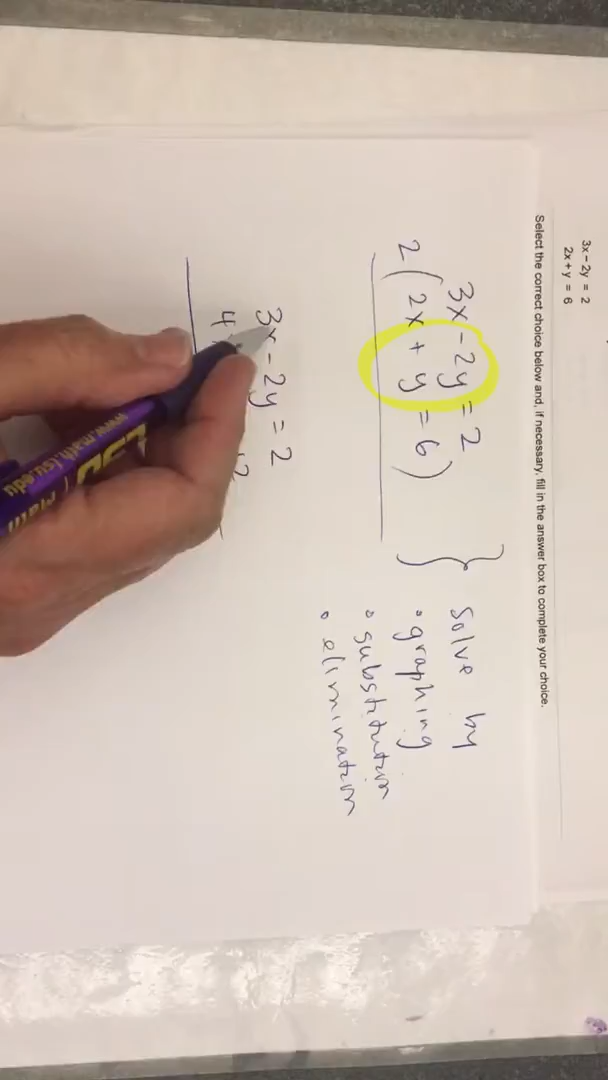 3x - 2y = 2
2x + y = 6
Select the correct choice below and, if necessary, fill in the answer box to complete your choice.
3x - 2y = 2
2(2x + y = 6)
} solve by
• graphing
• substitution
• elimination
3x - 2y = 2
4
2
www.math.lsu.edu
LSU | Math